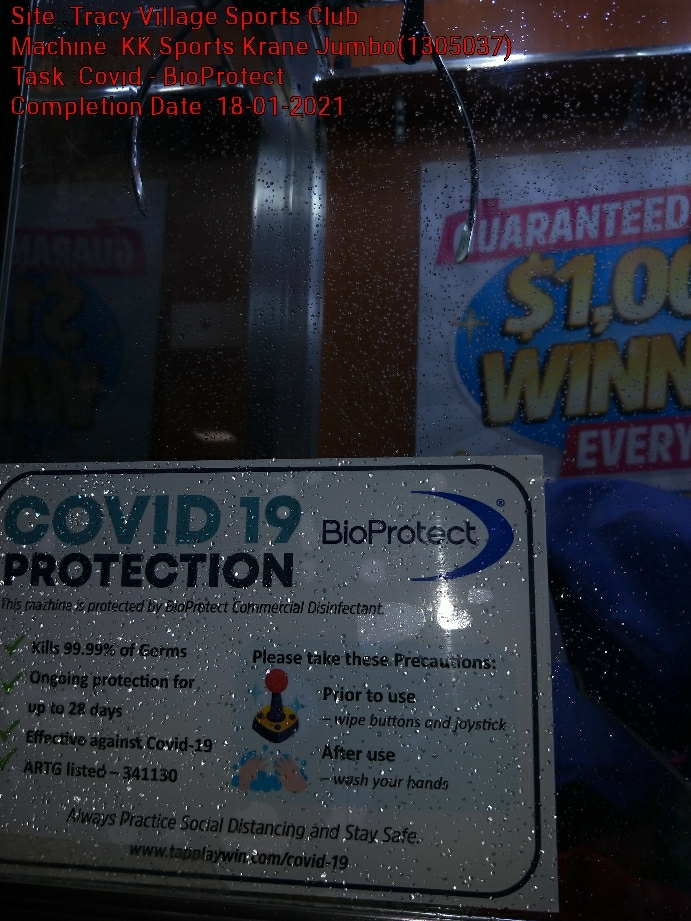 Site :Tracy Village Sports Club
Machine :KK Sports Krane Jumbo(1305037)
Task :Covid - BioProtect
Completion Date :18-01-2021
GUARANTEED
$1,00
WINN
EVERY
COVID 19
PROTECTION
BioProtect®
This machine is protected by BioProtect Commercial Disinfectant.
Kills 99.99% of Germs
Ongoing protection for
up to 28 days
Effective against Covid-19
ARTG listed – 341130
Please take these Precautions:
Prior to use
– wipe buttons and joystick
After use
– wash your hands
Always Practice Social Distancing and Stay Safe.
www.tapplaywin.com/covid-19